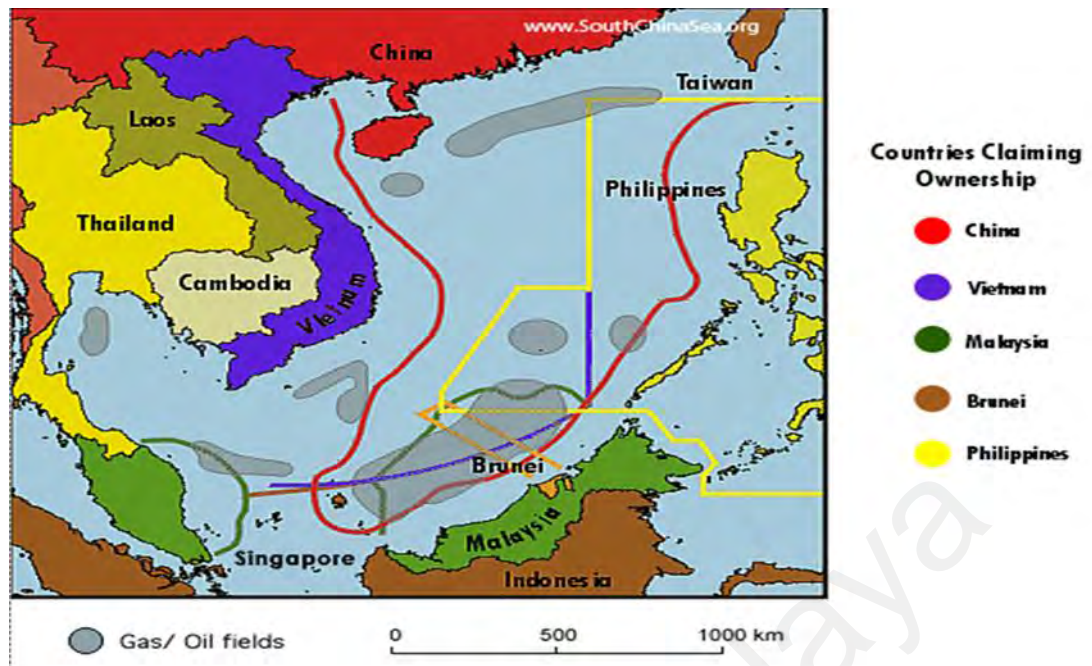 www.SouthChinaSea.org
China
Taiwan
Laos
Philippines
Thailand
Cambodia
Vietnam
Brunei
Malaysia
Singapore
Indonesia
Countries Claiming
Ownership
China
Vietnam
Malaysia
Brunei
Philippines
Gas/ Oil fields
0 500 1000 km